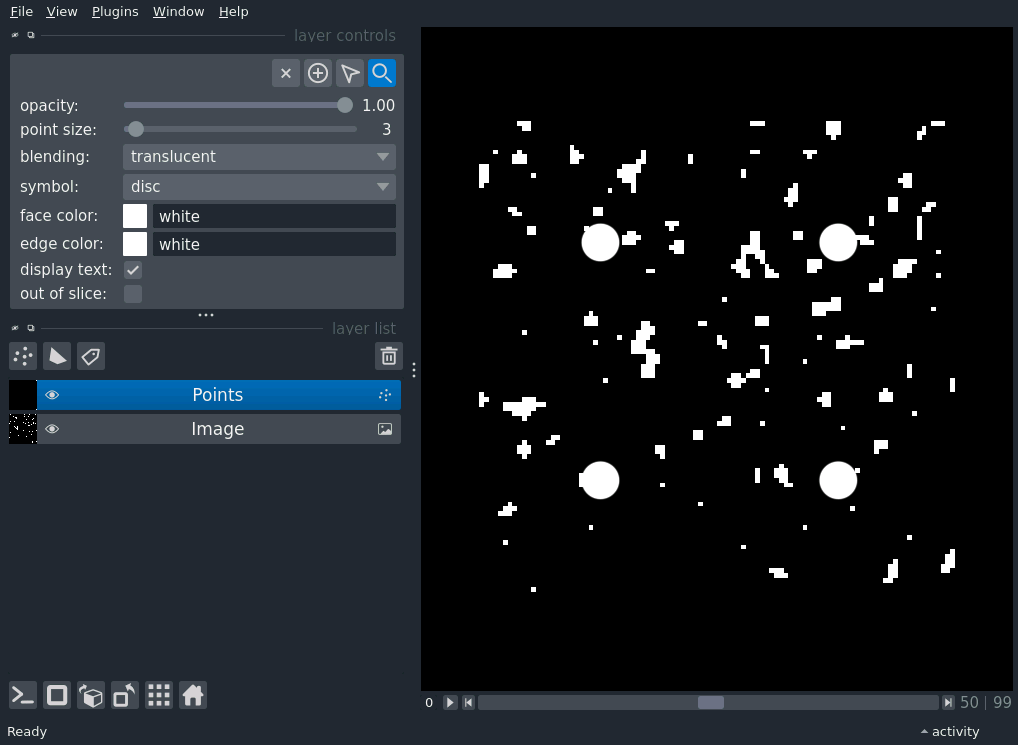 File View Plugins Window Help
layer controls
opacity: 1.00
point size: 3
blending: translucent
symbol: disc
face color: white
edge color: white
display text:
out of slice:
layer list
Points
Image
0 50 | 99
Ready activity